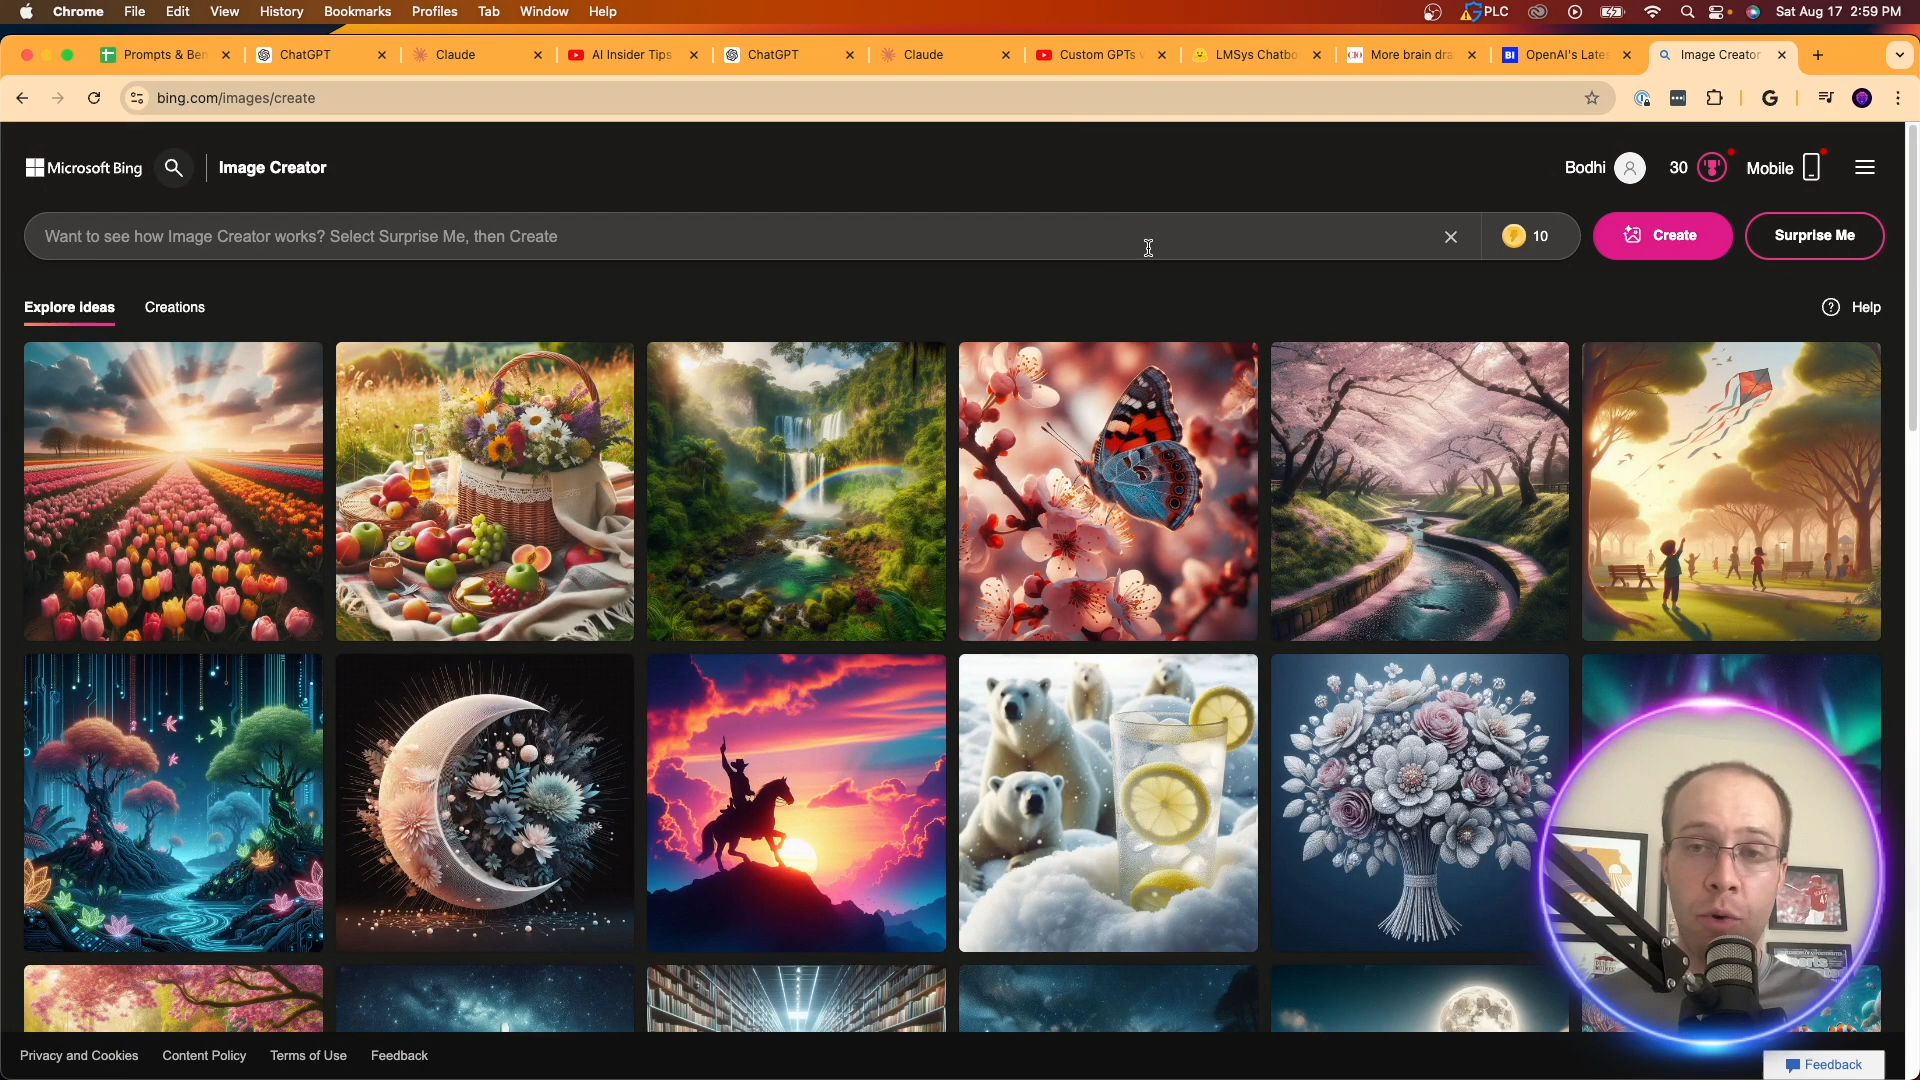 Chrome File Edit View History Bookmarks Profiles Tab Window Help
PLC Sat Aug 17 2:59 PM
Prompts & Ben ChatGPT Claude AI Insider Tips ChatGPT Claude Custom GPTs v LMSys Chatbo CIO More brain dra BI OpenAI's Lates Image Creator
bing.com/images/create
Microsoft Bing Image Creator Bodhi 30 Mobile
Want to see how Image Creator works? Select Surprise Me, then Create 10 Create Surprise Me
Explore ideas Creations Help
Privacy and Cookies Content Policy Terms of Use Feedback
Feedback